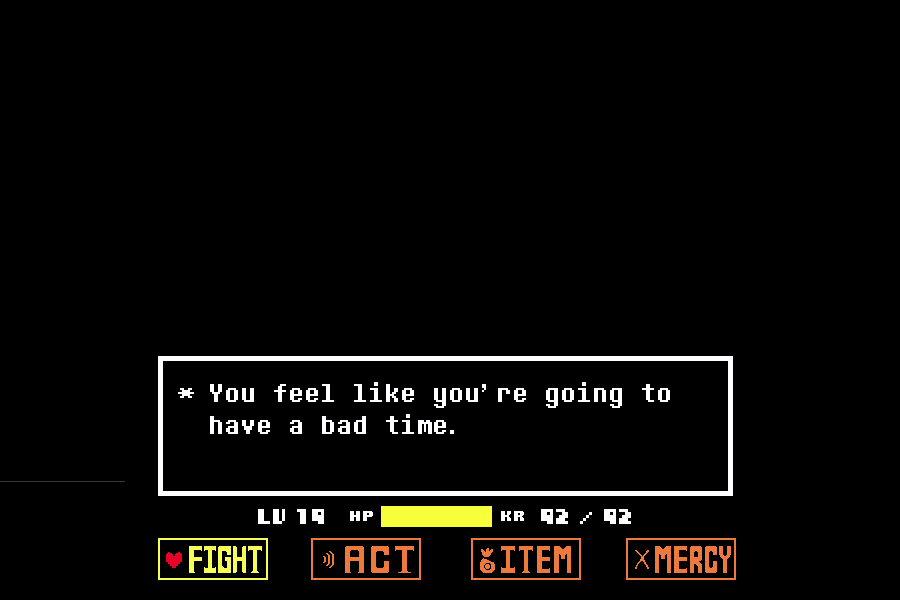 * You feel like you're going to
have a bad time.
LV 19 HP KR 92 / 92
FIGHT ACT ITEM MERCY